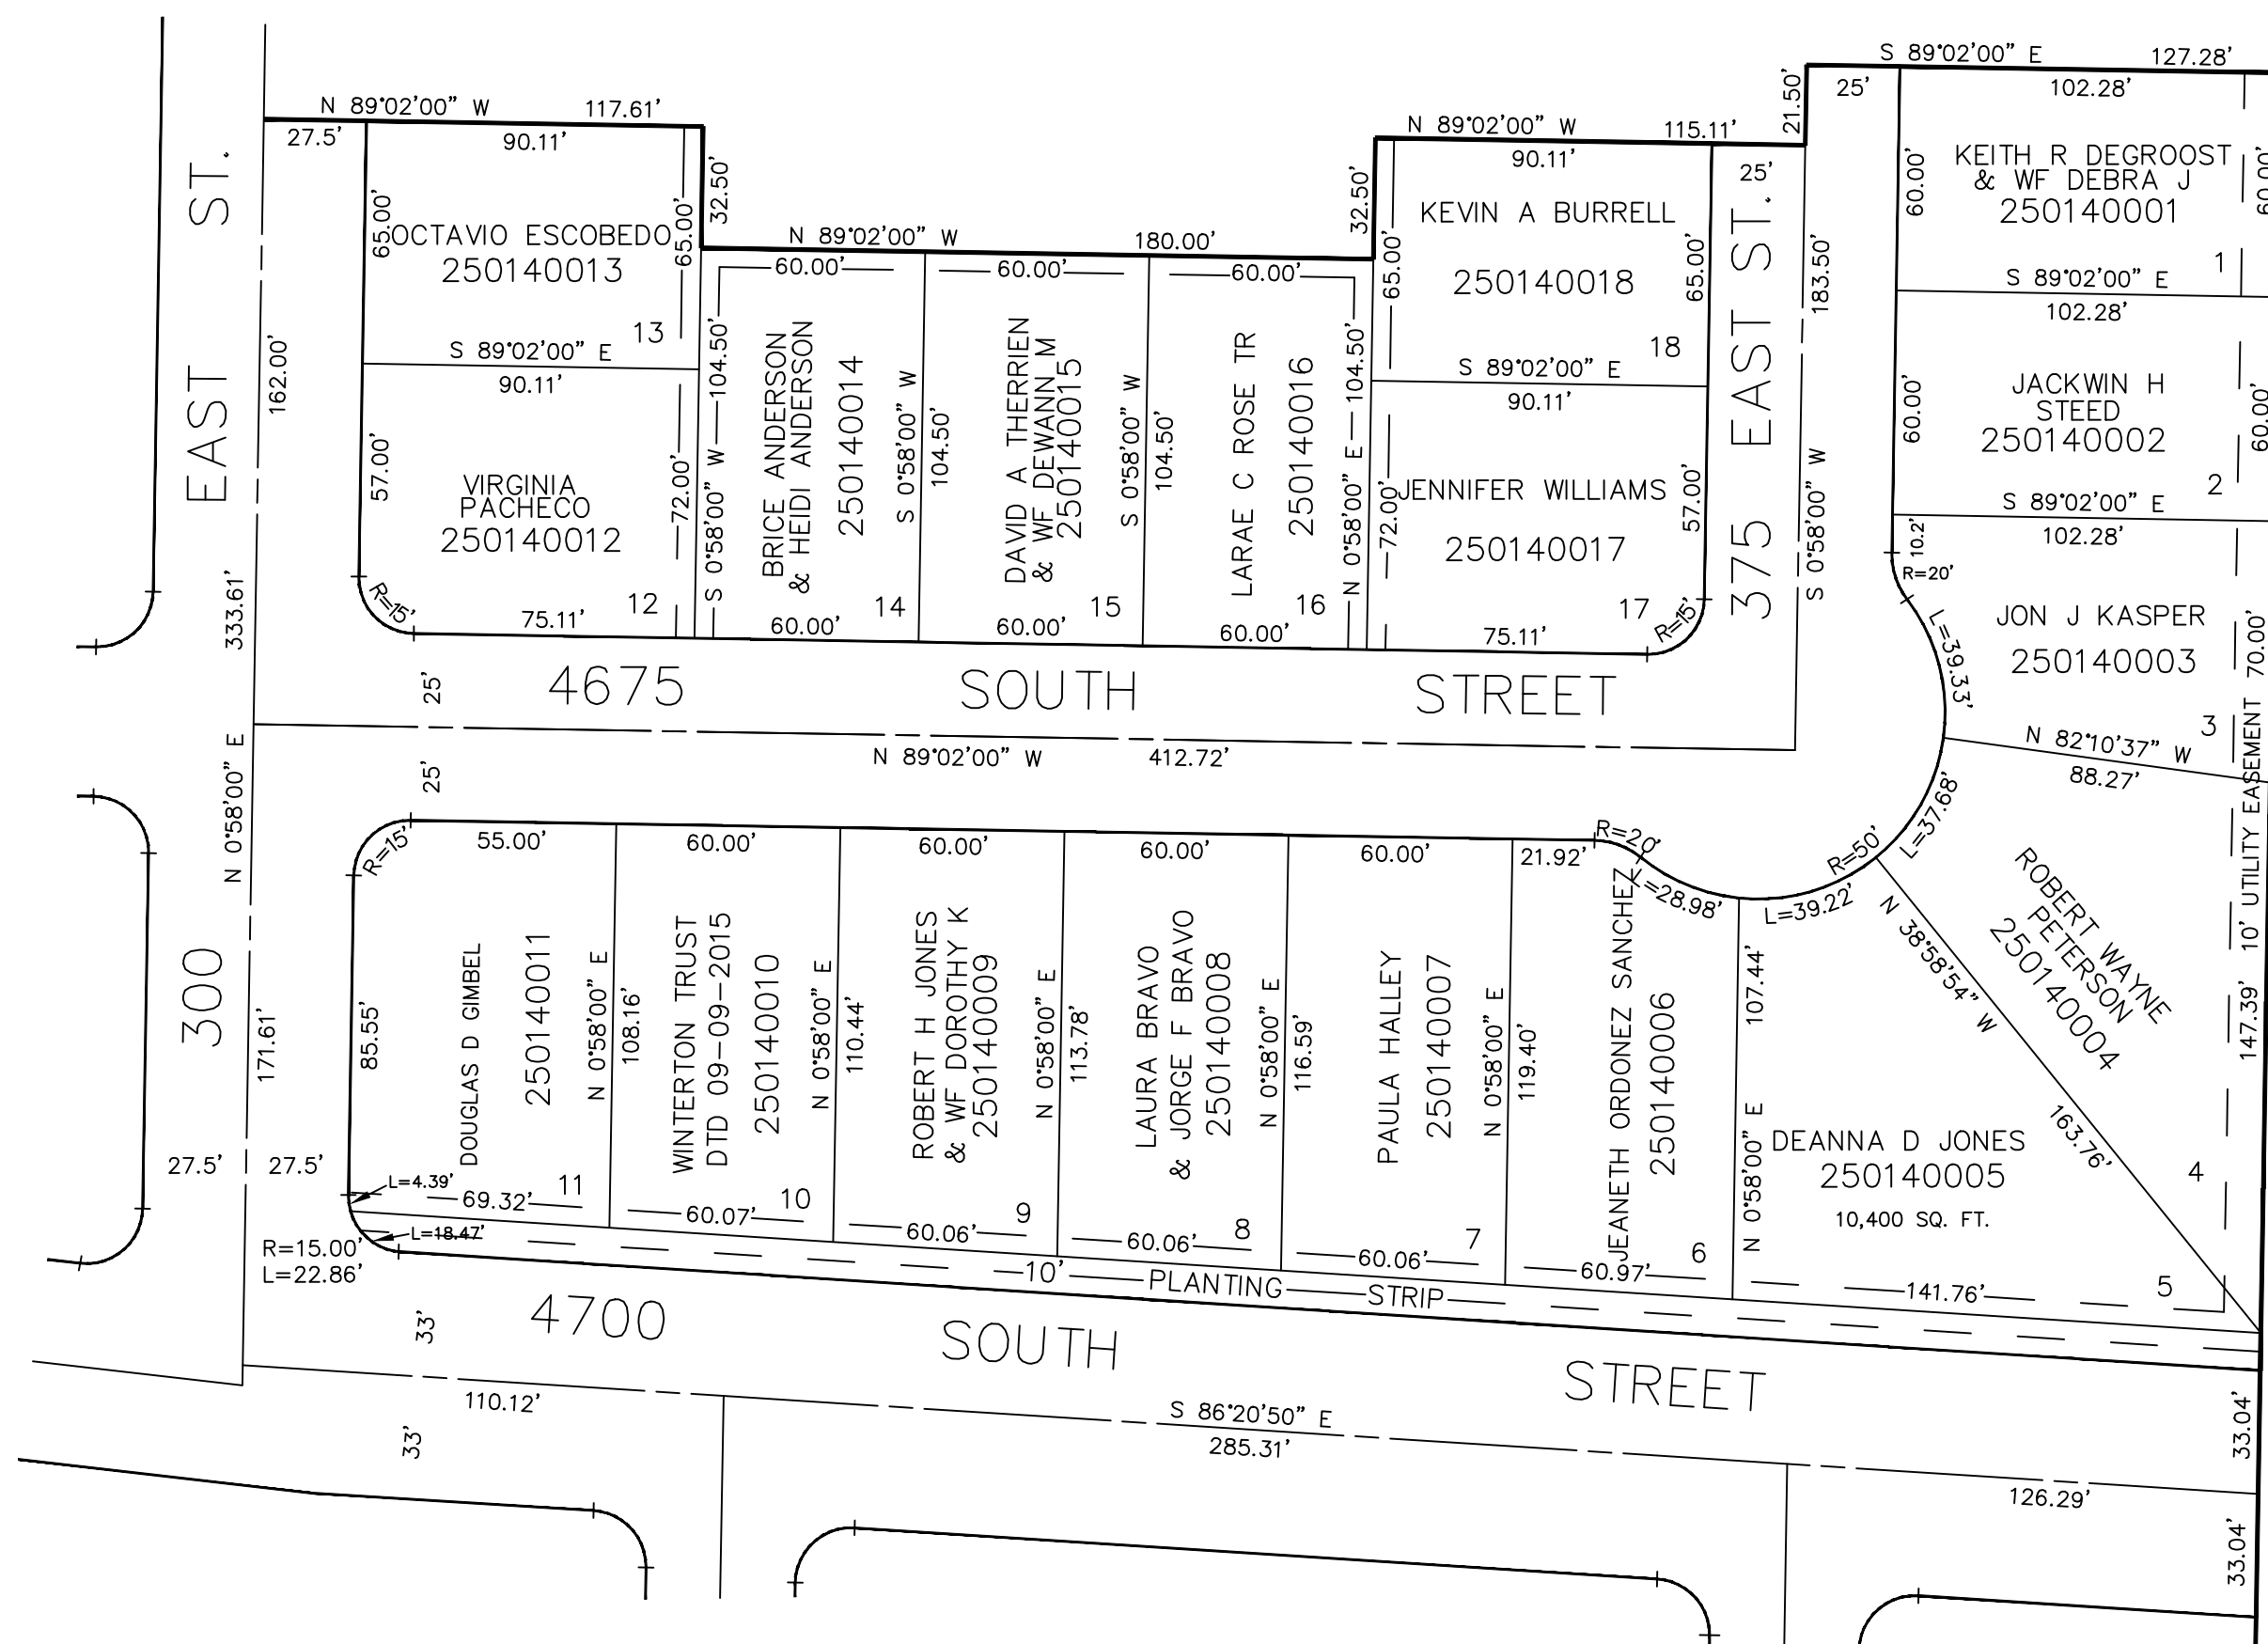 S 89°02'00" E 127.28'
25'
102.28'
21.50'
N 89°02'00" W 117.61'
27.5'
90.11'
32.50'
N 89°02'00" W 115.11'
90.11'
25'
32.50'
N 89°02'00" W 180.00'
KEITH R DEGROOST
& WF DEBRA J
250140001
1
60.00'
60.00'
S 89°02'00" E
102.28'
OCTAVIO ESCOBEDO
250140013
13
65.00'
65.00'
S 89°02'00" E
90.11'
KEVIN A BURRELL
250140018
18
65.00'
65.00'
S 89°02'00" E
90.11'
60.00'
60.00'
60.00'
JACKWIN H
STEED
250140002
2
60.00'
60.00'
S 89°02'00" E
102.28'
VIRGINIA
PACHECO
250140012
12
57.00'
72.00'
R=15'
75.11'
S 0°58'00" W 104.50'
BRICE ANDERSON
& HEIDI ANDERSON
250140014
14
60.00'
S 0°58'00" W
104.50'
DAVID A THERRIEN
& WF DEWANN M
250140015
15
60.00'
S 0°58'00" W
104.50'
LARAE C ROSE TR
250140016
16
60.00'
N 0°58'00" E 104.50'
JENNIFER WILLIAMS
250140017
17
72.00'
57.00'
75.11'
R=15'
375 EAST ST.
183.50'
S 0°58'00" W
10.2'
R=20'
L=39.33'
JON J KASPER
250140003
3
70.00'
N 82°10'37" W
88.27'
300 EAST ST.
162.00'
333.61'
N 0°58'00" E
171.61'
4675 SOUTH STREET
25'
25'
N 89°02'00" W 412.72'
R=15'
55.00'
60.00'
60.00'
60.00'
60.00'
21.92'
R=20'
L=28.98'
L=39.22'
R=50'
L=37.68'
85.55'
DOUGLAS D GIMBEL
250140011
11
69.32'
N 0°58'00" E
108.16'
WINTERTON TRUST
DTD 09-09-2015
250140010
10
60.07'
N 0°58'00" E
110.44'
ROBERT H JONES
& WF DOROTHY K
250140009
9
60.06'
N 0°58'00" E
113.78'
LAURA BRAVO
& JORGE F BRAVO
250140008
8
60.06'
N 0°58'00" E
116.59'
PAULA HALLEY
250140007
7
60.06'
N 0°58'00" E
119.40'
JEANETH ORDONEZ SANCHEZ
250140006
6
60.97'
N 0°58'00" E
107.44'
DEANNA D JONES
250140005
10,400 SQ. FT.
5
141.76'
N 38°58'54" W
163.76'
ROBERT WAYNE
PETERSON
250140004
4
147.39'
10' UTILITY EASEMENT
27.5'
27.5'
L=4.39'
L=18.47'
R=15.00'
L=22.86'
10' PLANTING STRIP
4700 SOUTH STREET
33'
33'
110.12'
S 86°20'50" E
285.31'
126.29'
33.04'
33.04'